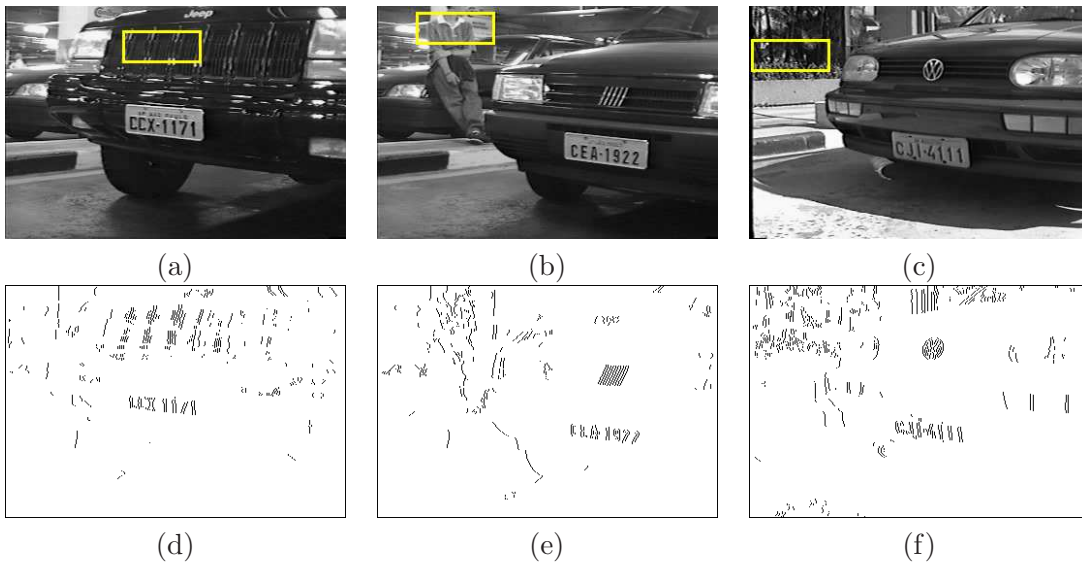 Jeep
CCX-1171
CEA-1922
CJI-4111
(a)
(b)
(c)
(d)
(e)
(f)